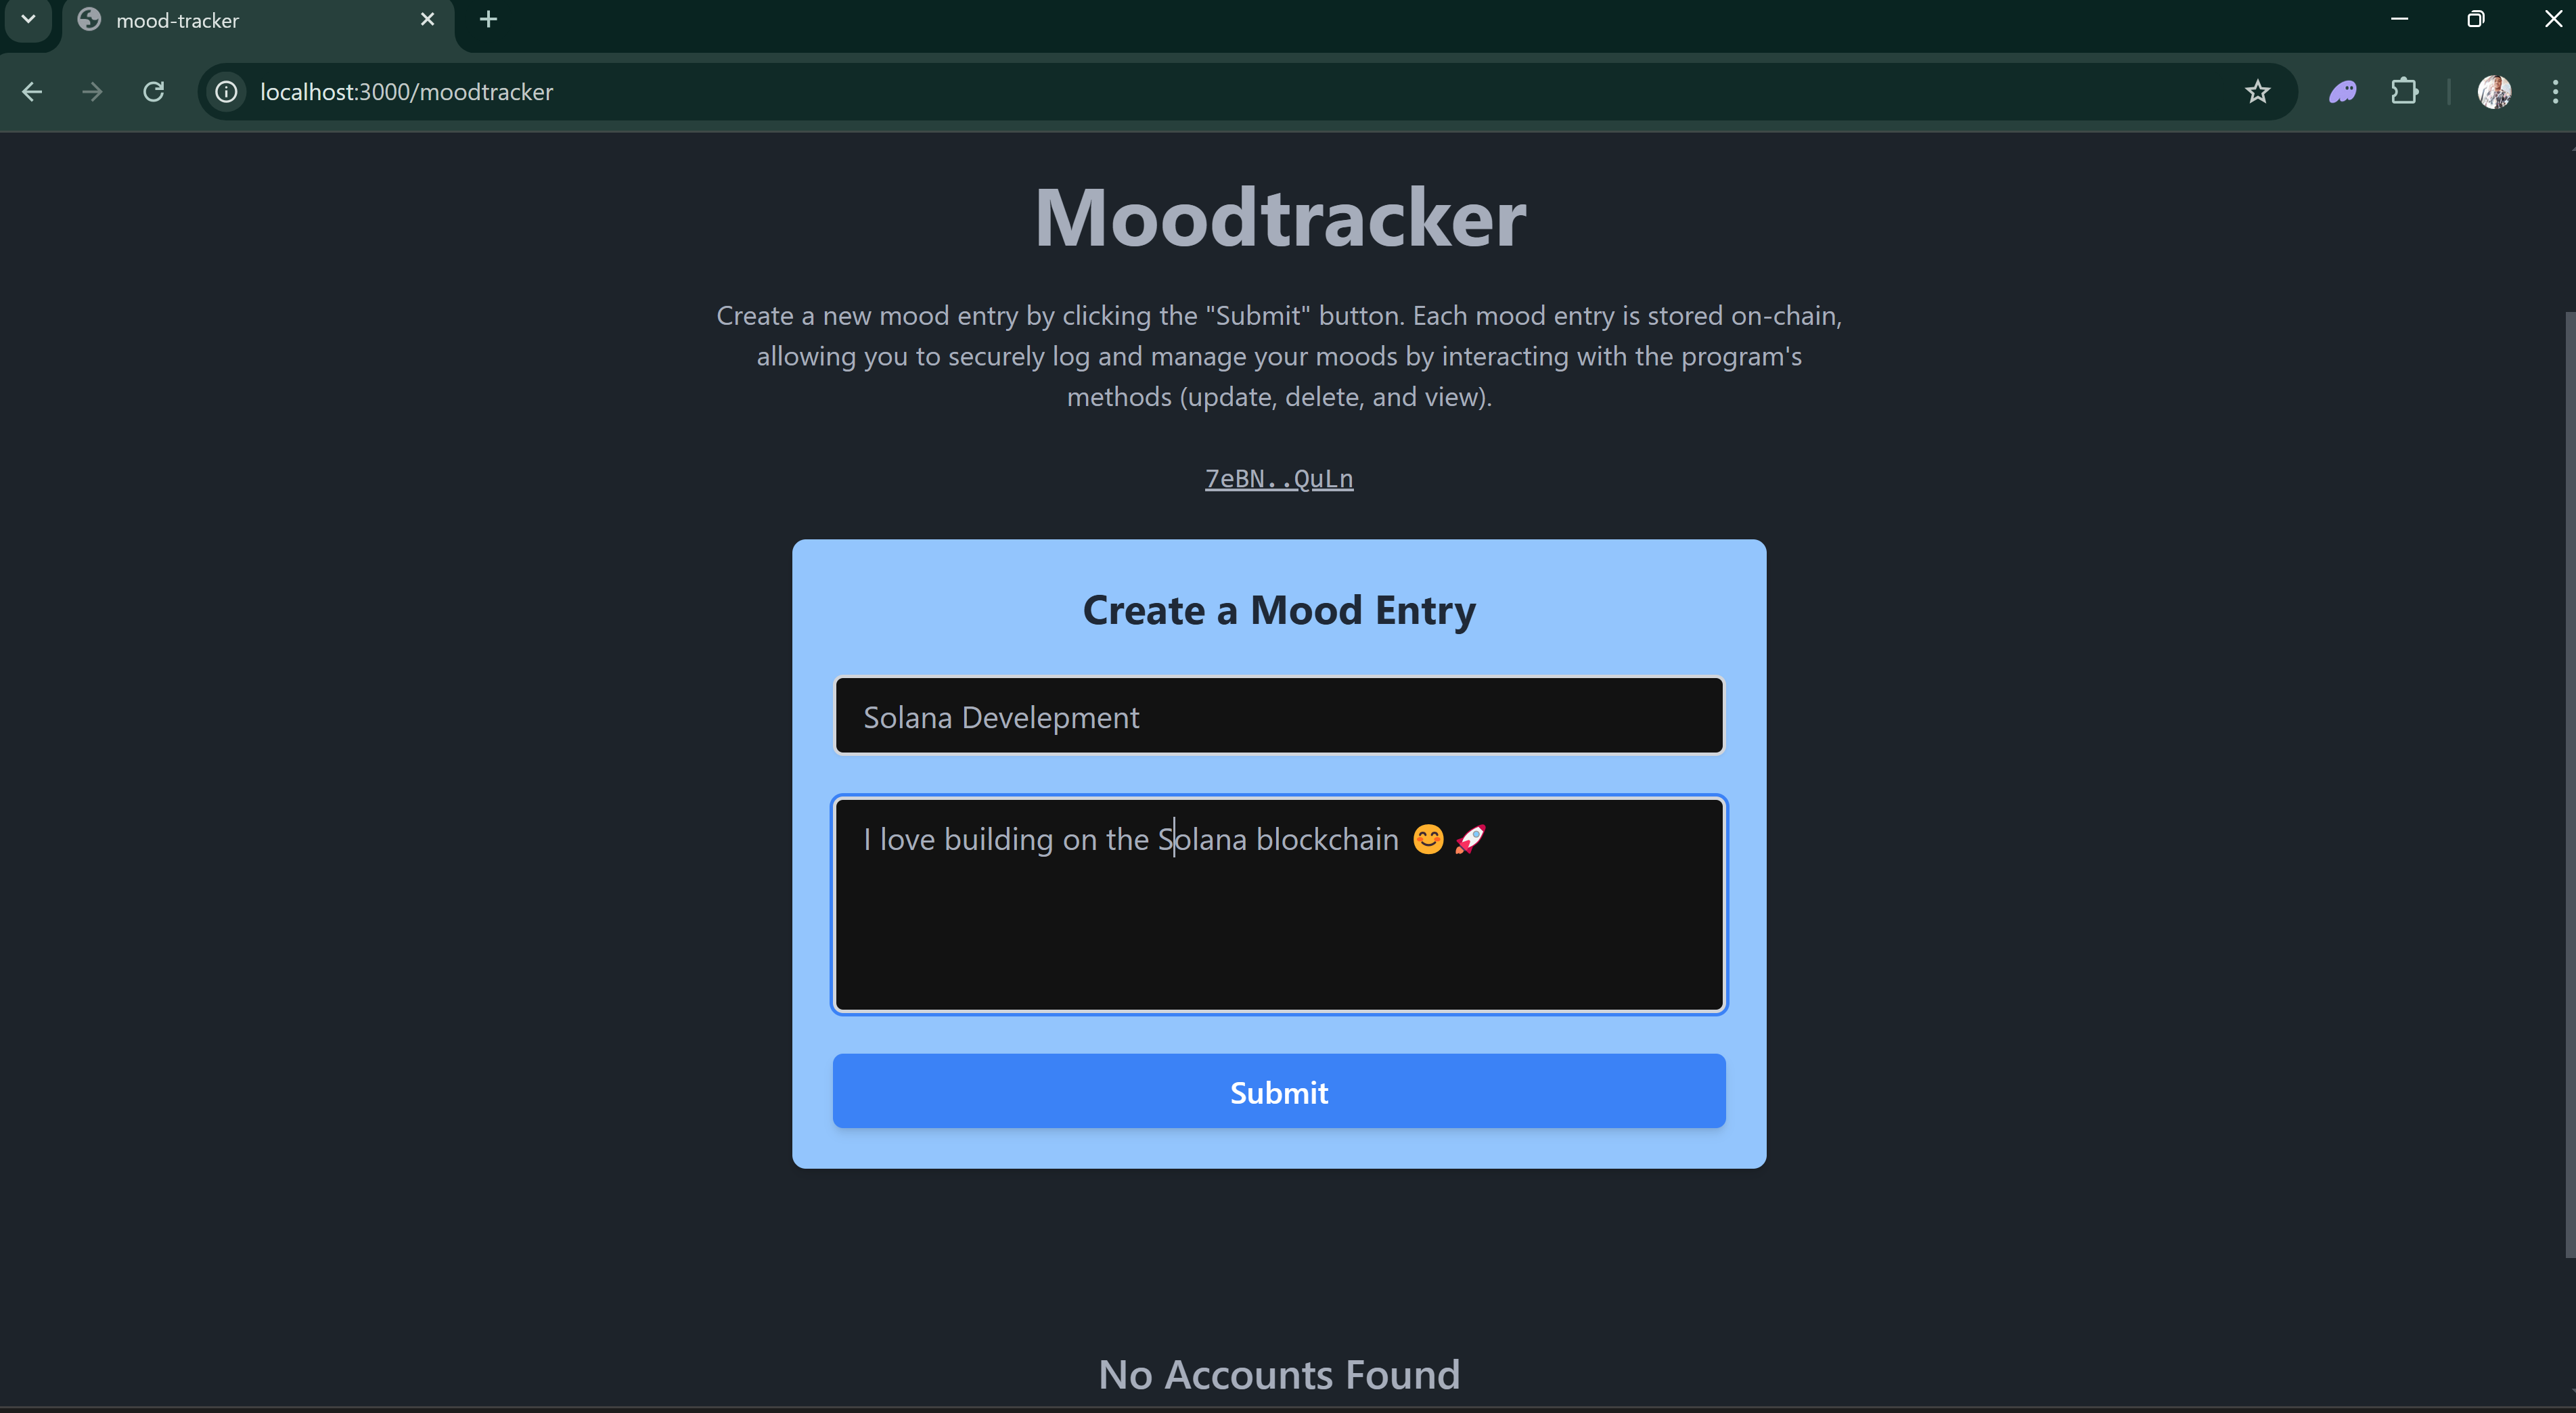 mood-tracker
localhost:3000/moodtracker
Moodtracker
Create a new mood entry by clicking the "Submit" button. Each mood entry is stored on-chain,
allowing you to securely log and manage your moods by interacting with the program's
methods (update, delete, and view).
7eBN..QuLn
Create a Mood Entry
Solana Develepment
I love building on the Solana blockchain 😊 🚀
Submit
No Accounts Found